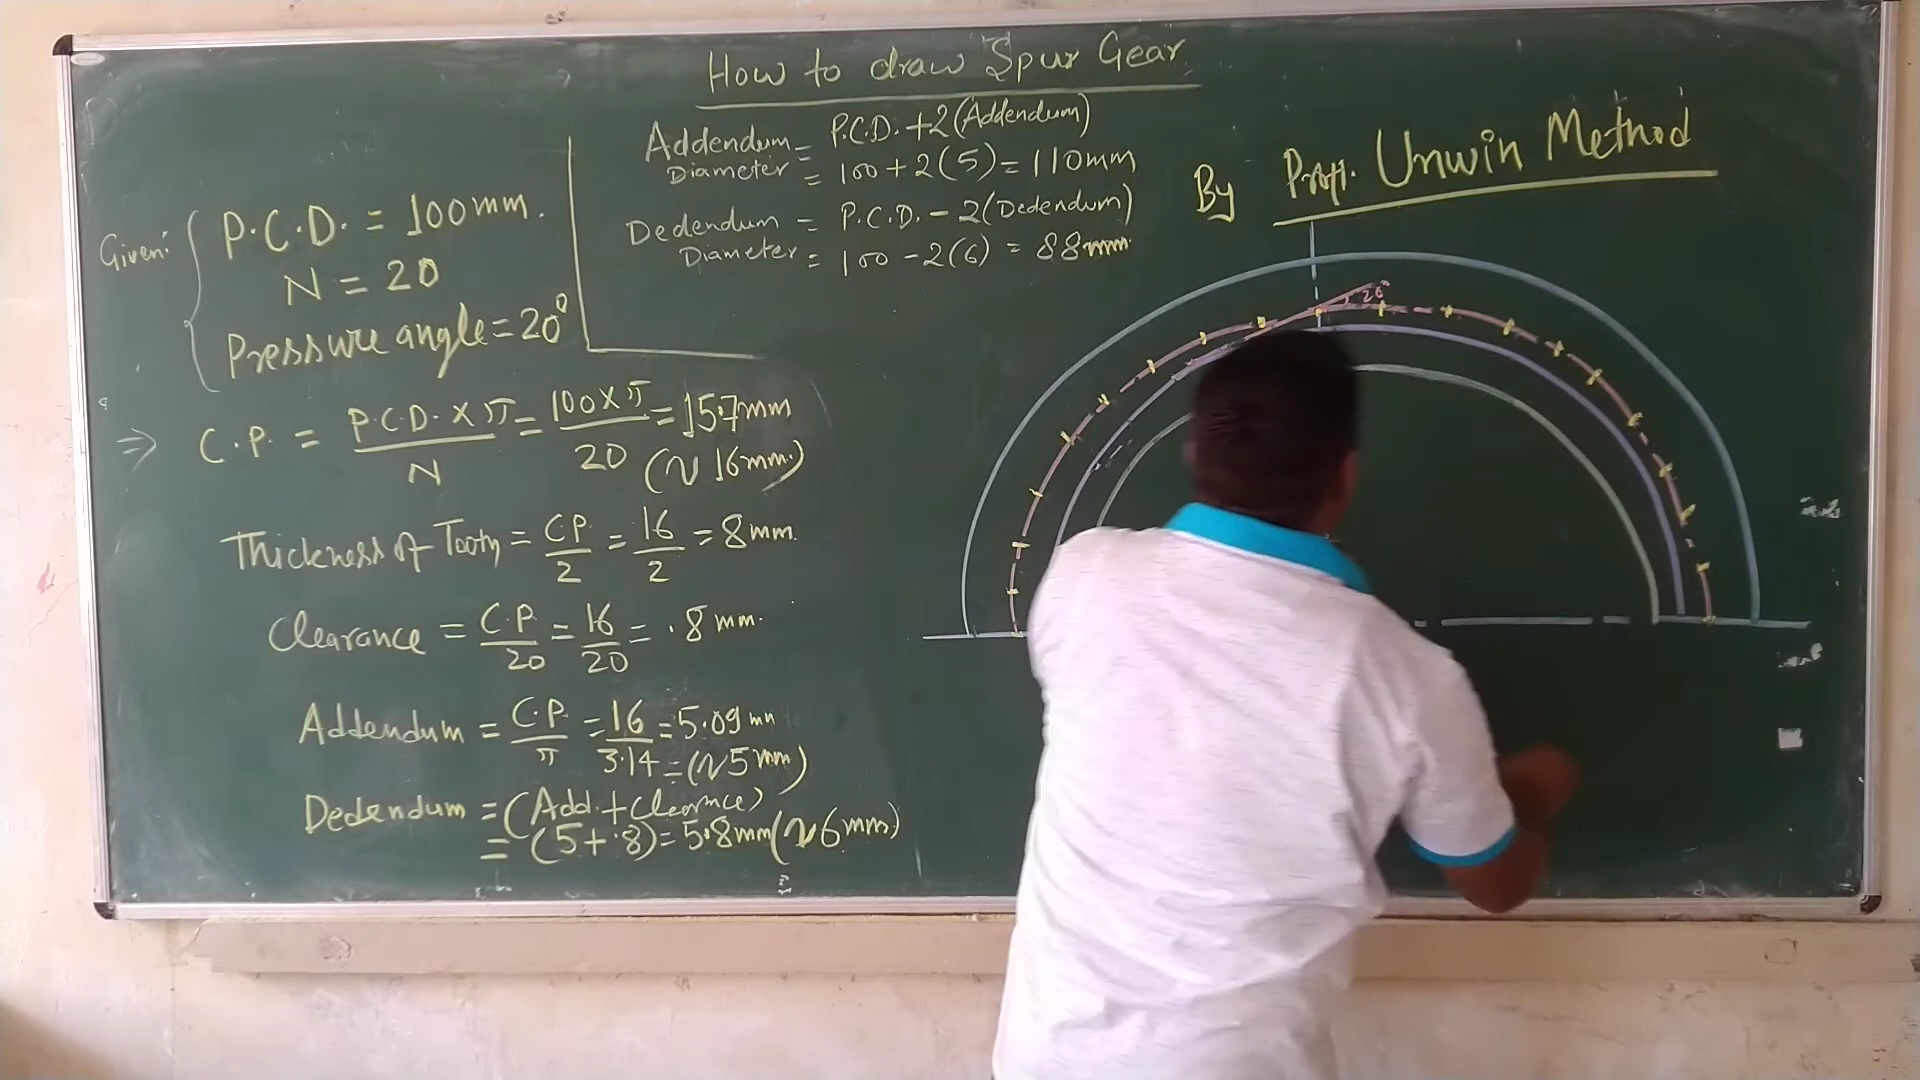 How to draw Spur Gear
Addendum Diameter = P.C.D. + 2 (Addendum)
= 100 + 2 (5) = 110mm
Dedendum Diameter = P.C.D. - 2 (Dedendum)
= 100 - 2 (6) = 88mm.
By Prof. Unwin Method
Given:
P.C.D. = 100mm.
N = 20
Pressure angle = 20°
⇒ C.P. = P.C.D. × π / N = 100 × π / 20 = 15.7mm
(~ 16mm.)
Thickness of Tooth = C.P. / 2 = 16 / 2 = 8mm.
Clearance = C.P. / 20 = 16 / 20 = .8 mm.
Addendum = C.P. / π = 16 / 3.14 = 5.09 mm
= (~5mm)
Dedendum = (Add. + Clearance)
= (5 + .8) = 5.8mm (~6mm)
20°